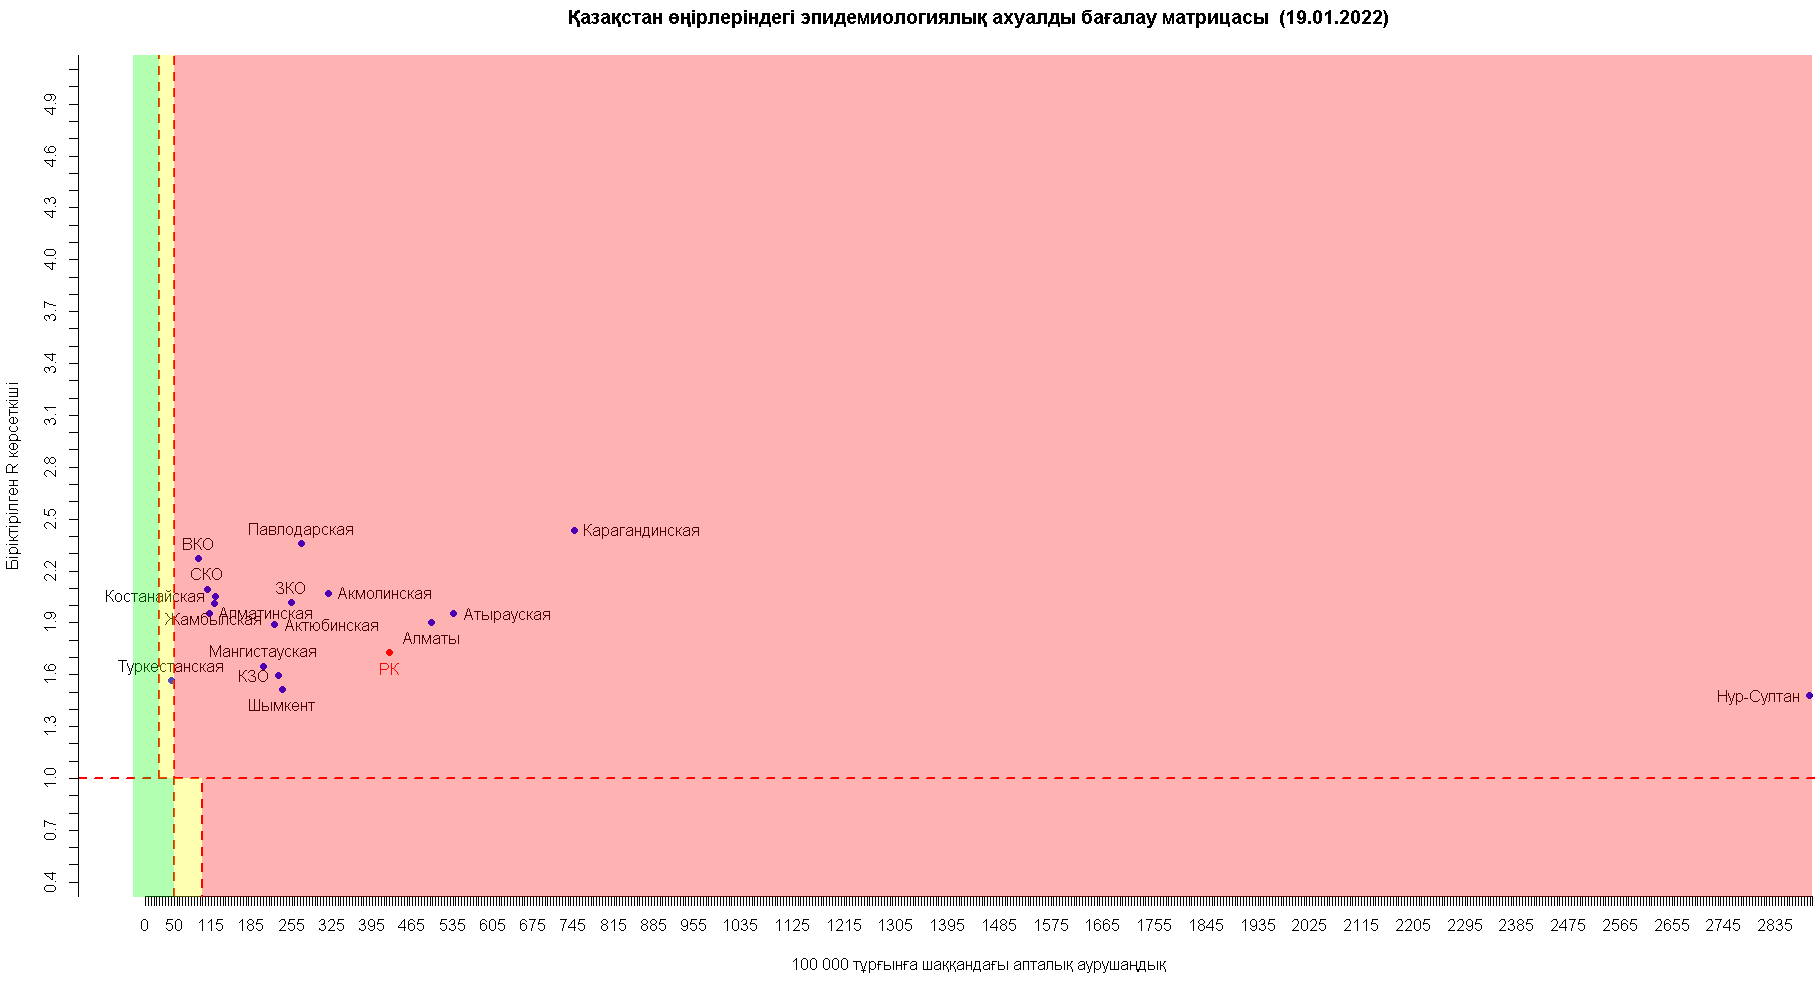 Қазақстан өңірлеріндегі эпидемиологиялық ахуалды бағалау матрицасы (19.01.2022)
Біріктірілген R көрсеткіші
4.9
4.6
4.3
4.0
3.7
3.4
3.1
2.8
2.5
2.2
1.9
1.6
1.3
1.0
0.7
0.4
Павлодарская
Карагандинская
ВКО
СКО
ЗКО
Акмолинская
Костанайская
Алматинская
Атырауская
Жамбылская
Актюбинская
Алматы
Мангистауская
РК
Туркестанская
КЗО
Шымкент
Нур-Султан
0 50 115 185 255 325 395 465 535 605 675 745 815 885 955 1035 1125 1215 1305 1395 1485 1575 1665 1755 1845 1935 2025 2115 2205 2295 2385 2475 2565 2655 2745 2835
100 000 тұрғынға шаққандағы апталық аурушаңдық